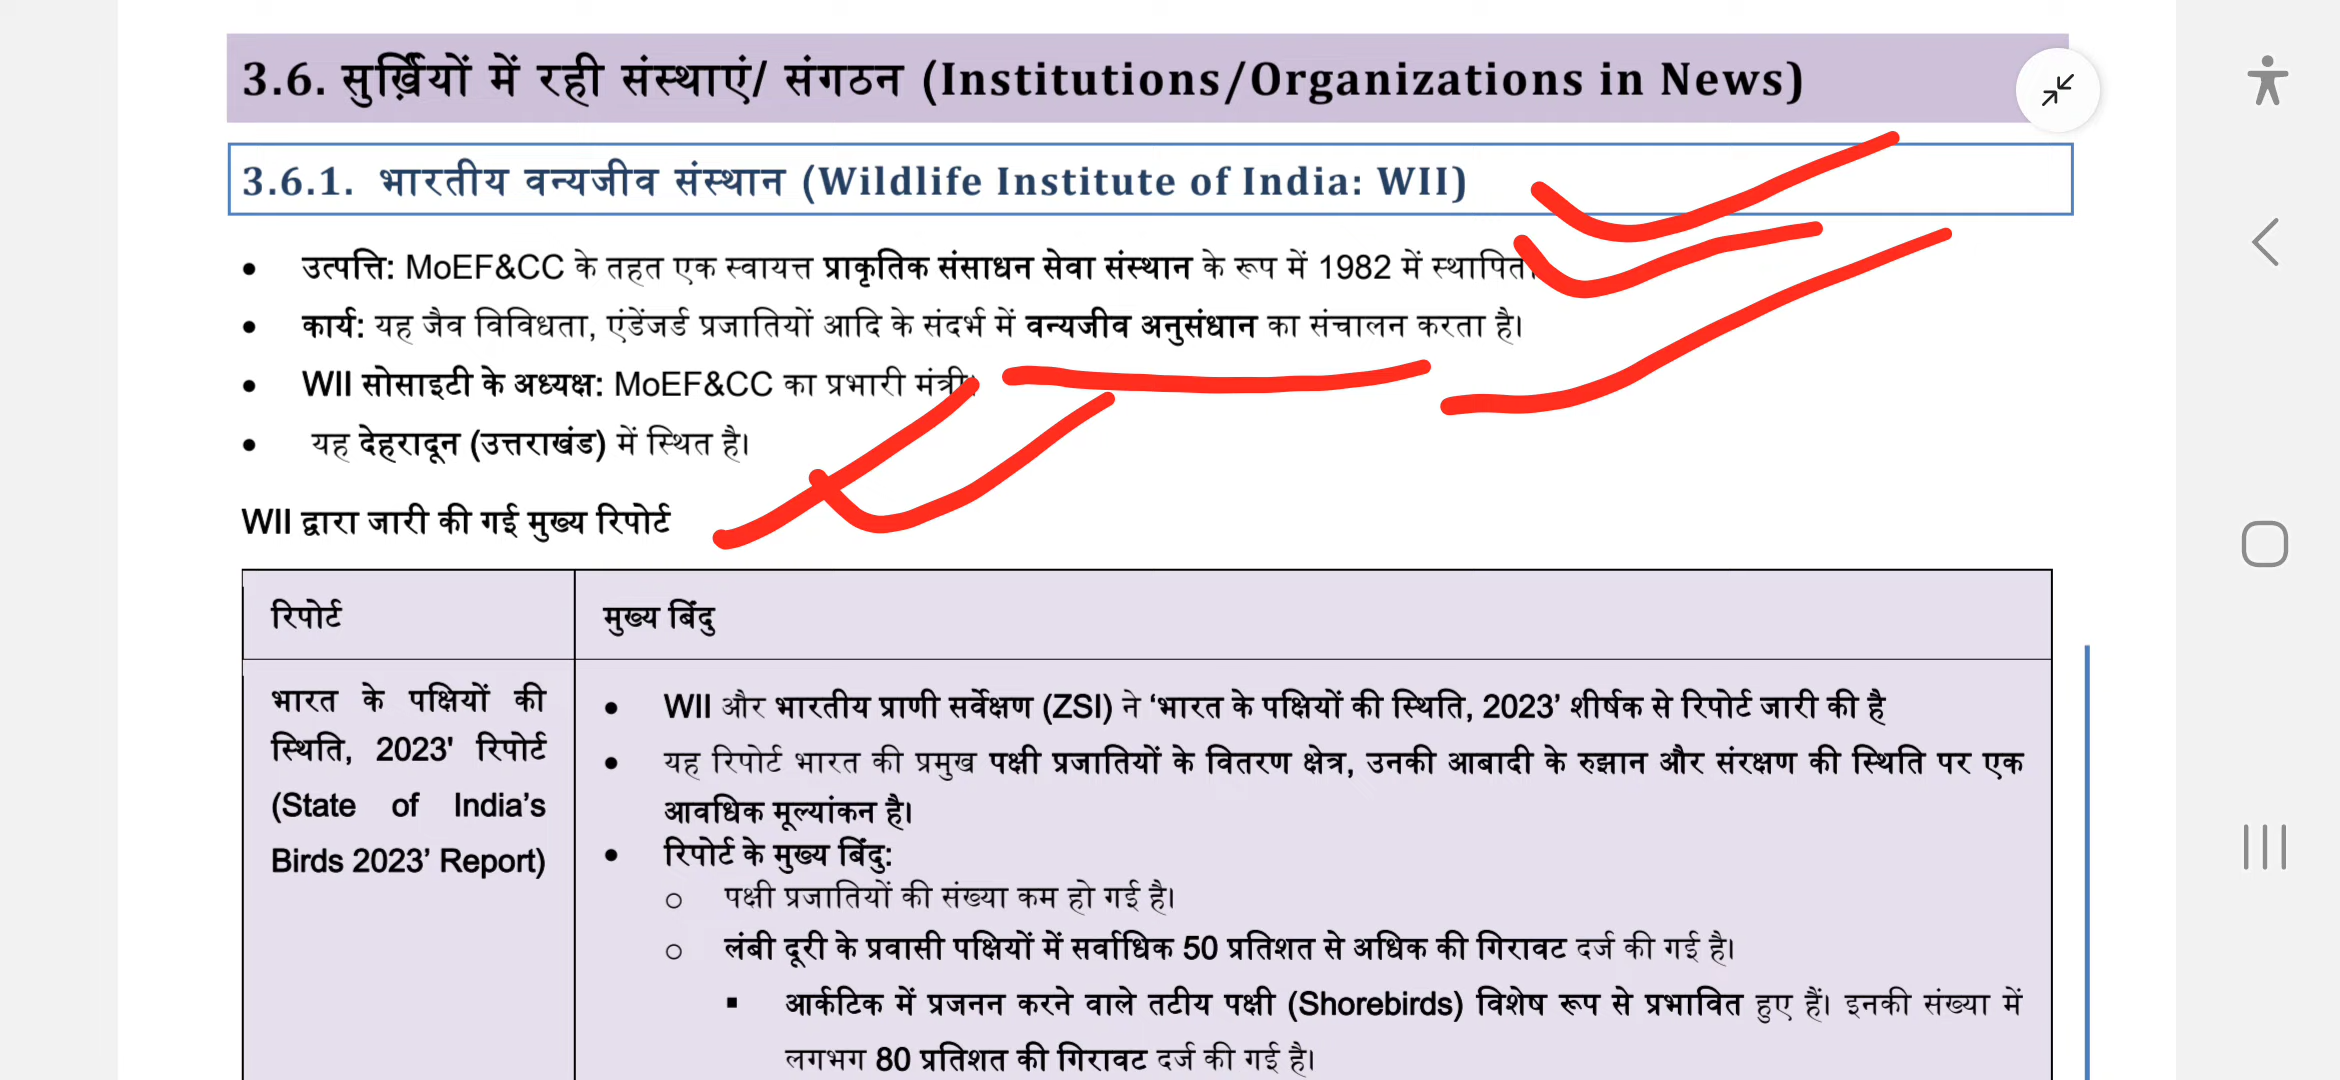 3.6. सुर्ख़ियों में रही संस्थाएं/ संगठन (Institutions/Organizations in News)
3.6.1. भारतीय वन्यजीव संस्थान (Wildlife Institute of India: WII)
• उत्पत्ति: MoEF&CC के तहत एक स्वायत्त प्राकृतिक संसाधन सेवा संस्थान के रूप में 1982 में स्थापित।
• कार्य: यह जैव विविधता, एंडेंजर्ड प्रजातियों आदि के संदर्भ में वन्यजीव अनुसंधान का संचालन करता है।
• WII सोसाइटी के अध्यक्ष: MoEF&CC का प्रभारी मंत्री।
• यह देहरादून (उत्तराखंड) में स्थित है।
WII द्वारा जारी की गई मुख्य रिपोर्ट
रिपोर्ट
मुख्य बिंदु
भारत के पक्षियों की
स्थिति, 2023' रिपोर्ट
(State of India's
Birds 2023’ Report)
• WII और भारतीय प्राणी सर्वेक्षण (ZSI) ने ‘भारत के पक्षियों की स्थिति, 2023’ शीर्षक से रिपोर्ट जारी की है
• यह रिपोर्ट भारत की प्रमुख पक्षी प्रजातियों के वितरण क्षेत्र, उनकी आबादी के रुझान और संरक्षण की स्थिति पर एक
आवधिक मूल्यांकन है।
• रिपोर्ट के मुख्य बिंदु:
o पक्षी प्रजातियों की संख्या कम हो गई है।
o लंबी दूरी के प्रवासी पक्षियों में सर्वाधिक 50 प्रतिशत से अधिक की गिरावट दर्ज की गई है।
▪ आर्कटिक में प्रजनन करने वाले तटीय पक्षी (Shorebirds) विशेष रूप से प्रभावित हुए हैं। इनकी संख्या में
लगभग 80 प्रतिशत की गिरावट दर्ज की गई है।